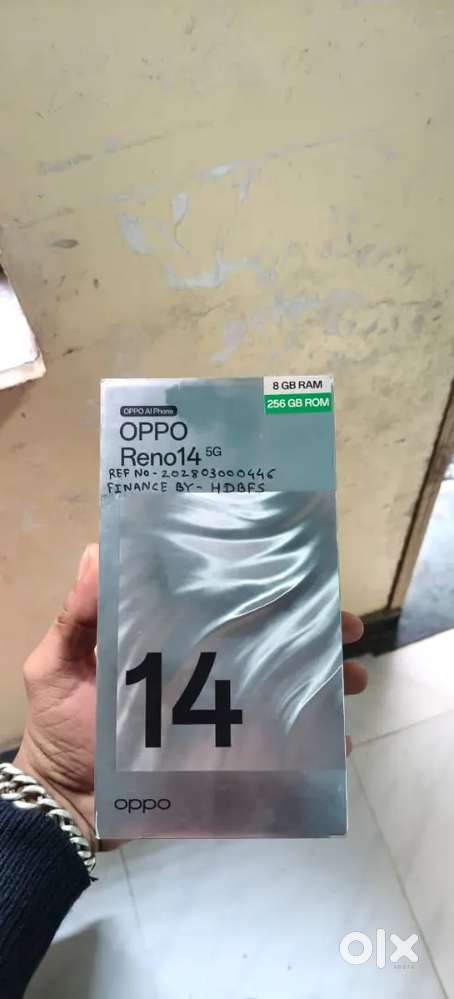 OPPO AI Phone
8 GB RAM
256 GB ROM
OPPO
Reno14 5G
REF NO - 202803000446
FINANCE BY - HDBFS
14
oppo
olx